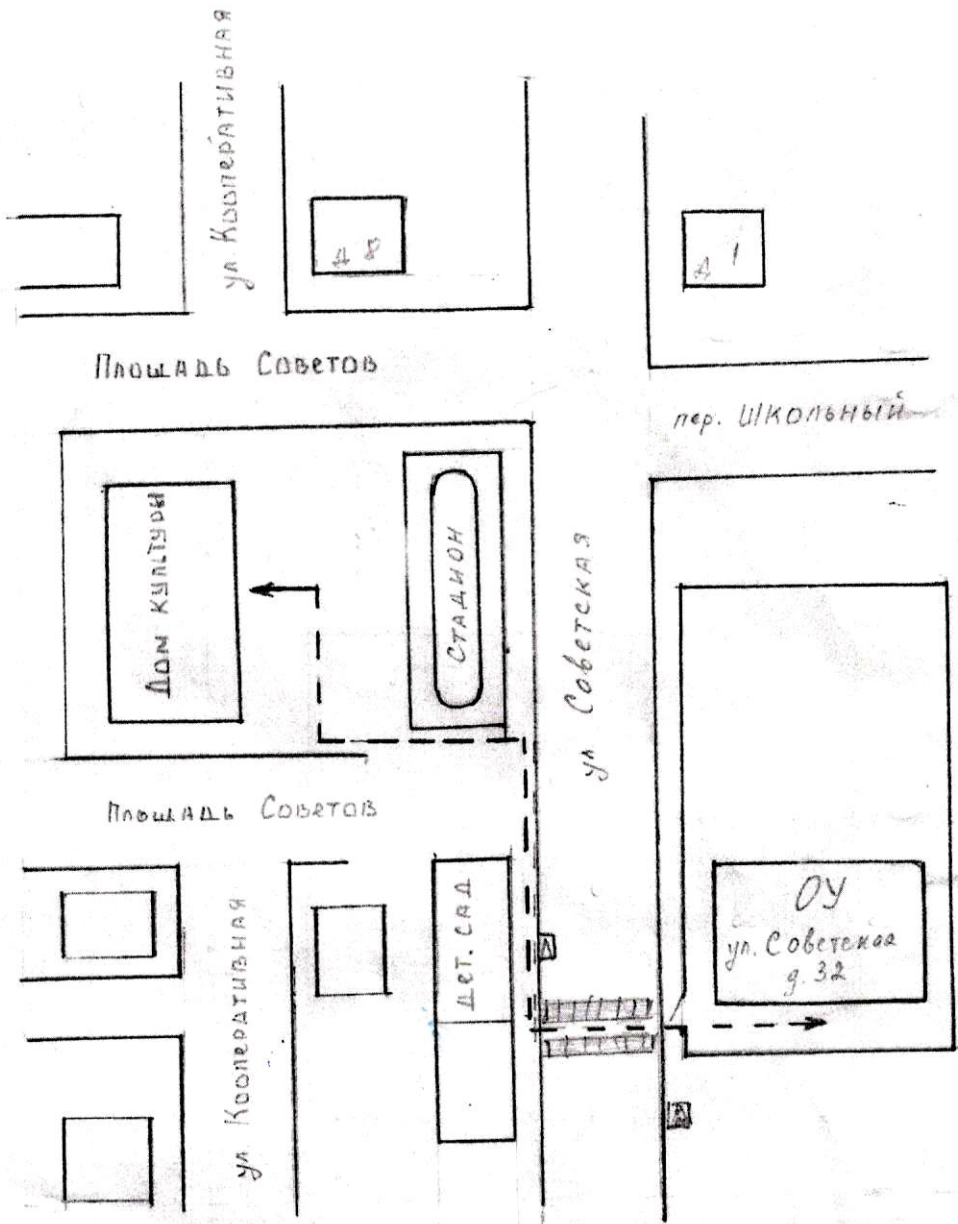 ул. Кооперативная
д 8
д 1
Площадь Советов
пер. Школьный
Дом культуры
Стадион
ул Советская
Площадь Советов
ул. Кооперативная
Дет. сад
А
ОУ
ул. Советская
д. 32
А